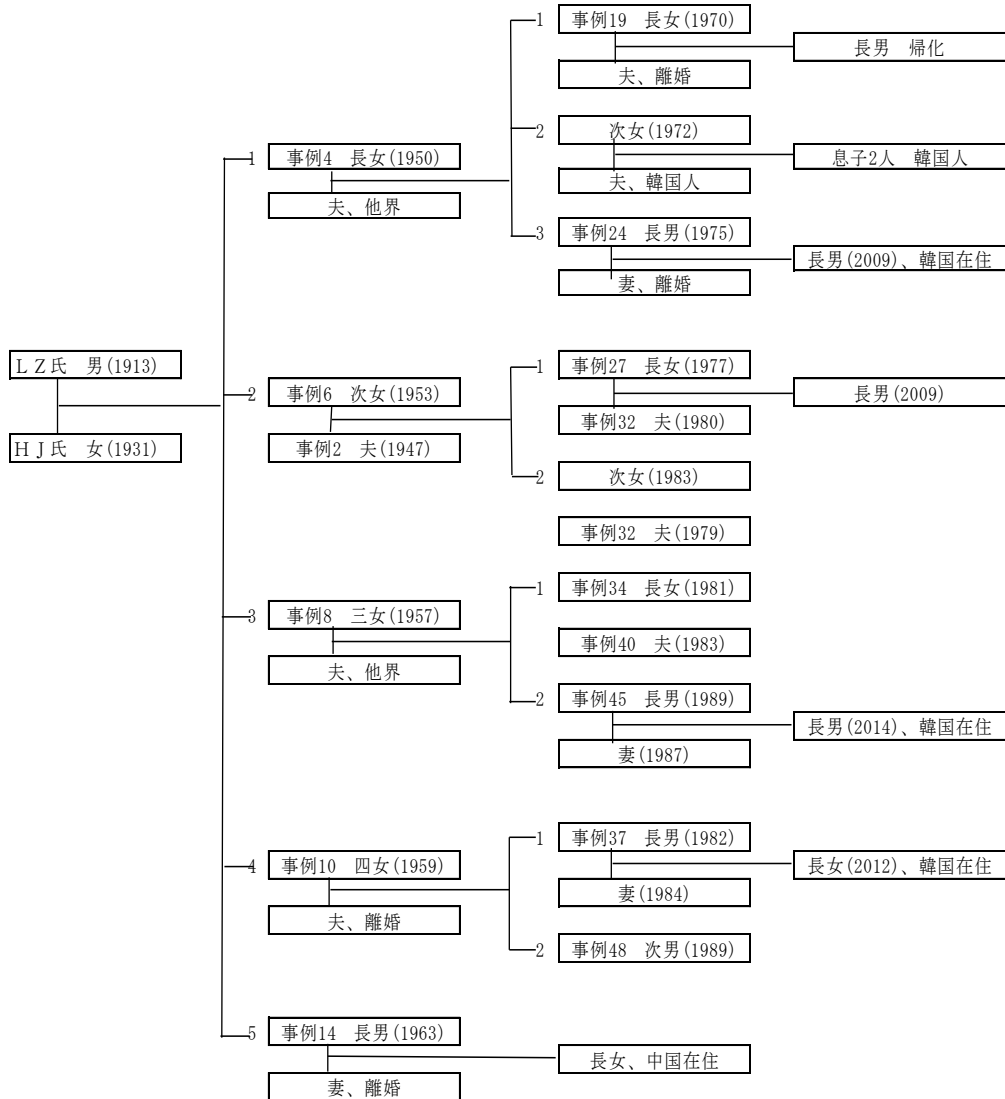 1
事例19　長女(1970)
長男　帰化
夫、離婚
2
次女(1972)
息子2人　韓国人
夫、韓国人
1
事例4　長女(1950)
夫、他界
3
事例24　長男(1975)
長男(2009)、韓国在住
妻、離婚
ＬＺ氏　男(1913)
ＨＪ氏　女(1931)
2
事例6　次女(1953)
事例2　夫(1947)
1
事例27　長女(1977)
長男(2009)
事例32　夫(1980)
2
次女(1983)
事例32　夫(1979)
3
事例8　三女(1957)
夫、他界
1
事例34　長女(1981)
事例40　夫(1983)
2
事例45　長男(1989)
長男(2014)、韓国在住
妻(1987)
4
事例10　四女(1959)
夫、離婚
1
事例37　長男(1982)
長女(2012)、韓国在住
妻(1984)
2
事例48　次男(1989)
5
事例14　長男(1963)
長女、中国在住
妻、離婚